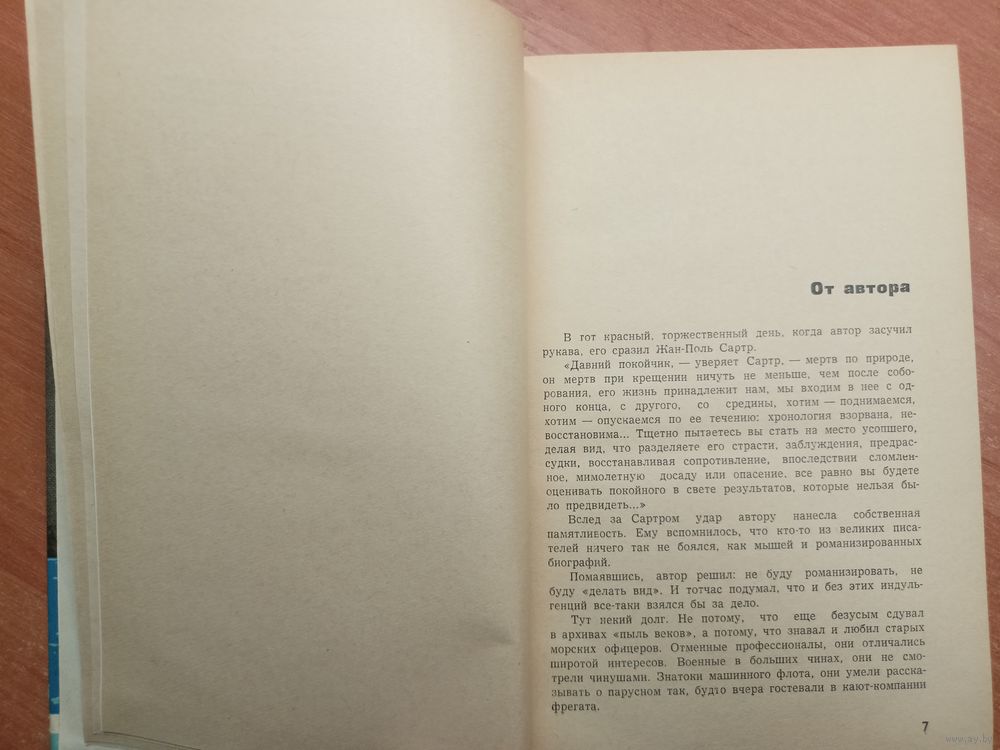 От автора
В тот красный, торжественный день, когда автор засучил
рукава, его сразил Жан-Поль Сартр.
«Давний покойчик, — уверяет Сартр, — мертв по природе,
он мертв при крещении ничуть не меньше, чем после собо-
рования, его жизнь принадлежит нам, мы входим в нее с од-
ного конца, с другого, со средины, хотим — поднимаемся,
хотим — опускаемся по ее течению: хронология взорвана, не-
восстановима... Тщетно пытаетесь вы стать на место усопшего,
делая вид, что разделяете его страсти, заблуждения, предрас-
судки, восстанавливая сопротивление, впоследствии сломлен-
ное, мимолетную досаду или опасение, все равно вы будете
оценивать покойного в свете результатов, которые нельзя бы-
ло предвидеть...»
Вслед за Сартром удар автору нанесла собственная
памятливость. Ему вспомнилось, что кто-то из великих писа-
телей ничего так не боялся, как мышей и романизированных
биографий.
Помаявшись, автор решил: не буду романизировать, не
буду «делать вид». И тотчас подумал, что и без этих индуль-
генций все-таки взялся бы за дело.
Тут некий долг. Не потому, что еще безусым сдувал
в архивах «пыль веков», а потому, что знавал и любил старых
морских офицеров. Отменные профессионалы, они отличались
широтой интересов. Военные в больших чинах, они не смо-
трели чинушами. Знатоки машинного флота, они умели расска-
зывать о парусном так, будто вчера гостевали в кают-компании
фрегата.
7
www.ay.by